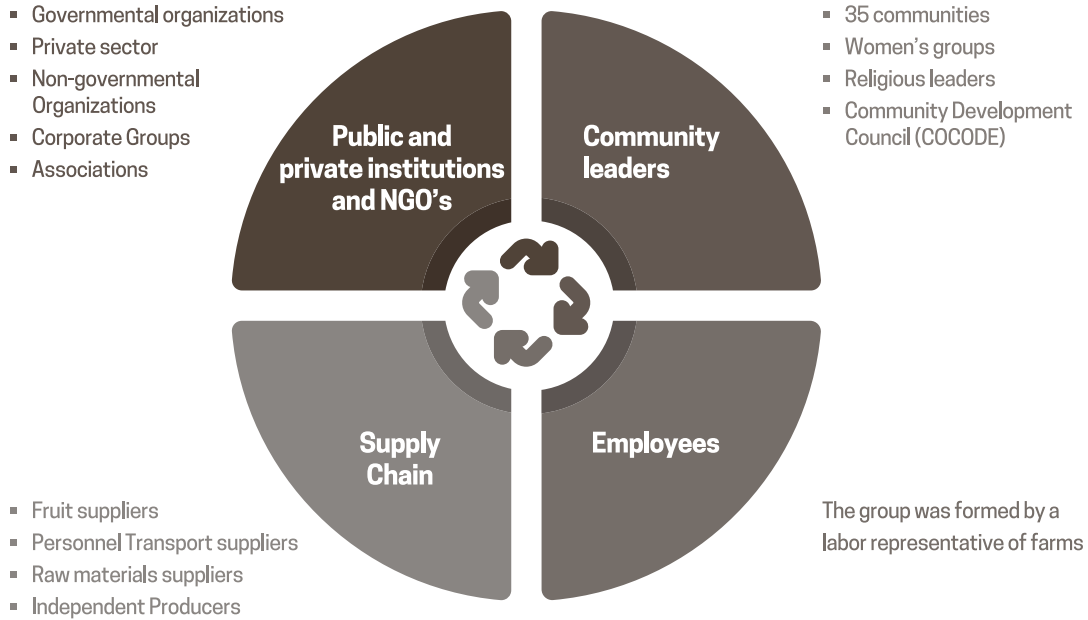 Governmental organizations
Private sector
Non-governmental
Organizations
Corporate Groups
Associations
Public and
private institutions
and NGO's
Community
leaders
35 communities
Women's groups
Religious leaders
Community Development
Council (COCODE)
Supply
Chain
Fruit suppliers
Personnel Transport suppliers
Raw materials suppliers
Independent Producers
Employees
The group was formed by a
labor representative of farms